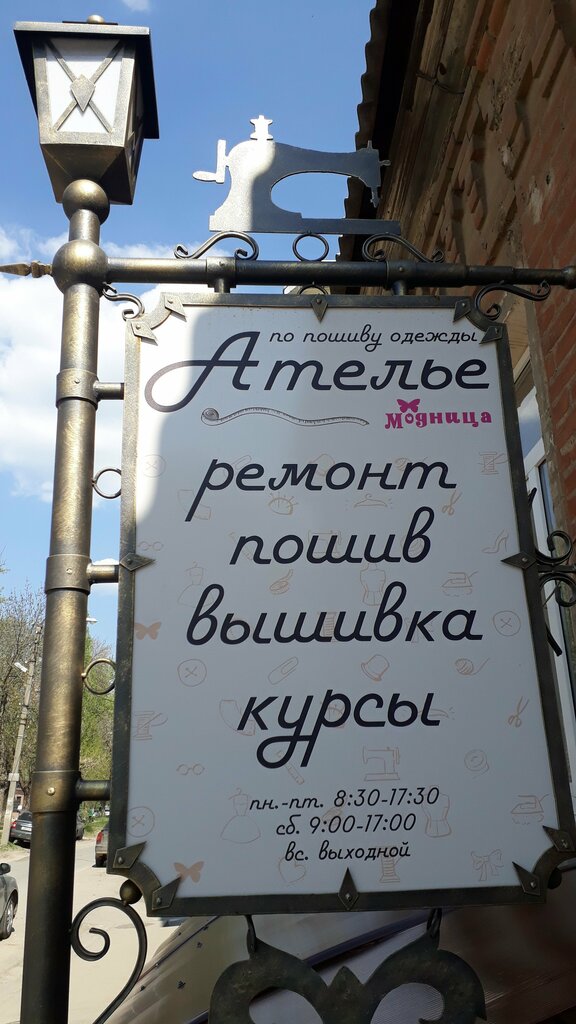 по пошиву одежды
Ателье
Модница
ремонт
пошив
вышивка
курсы
пн.-пт. 8:30-17:30
сб. 9:00-17:00
вс. выходной